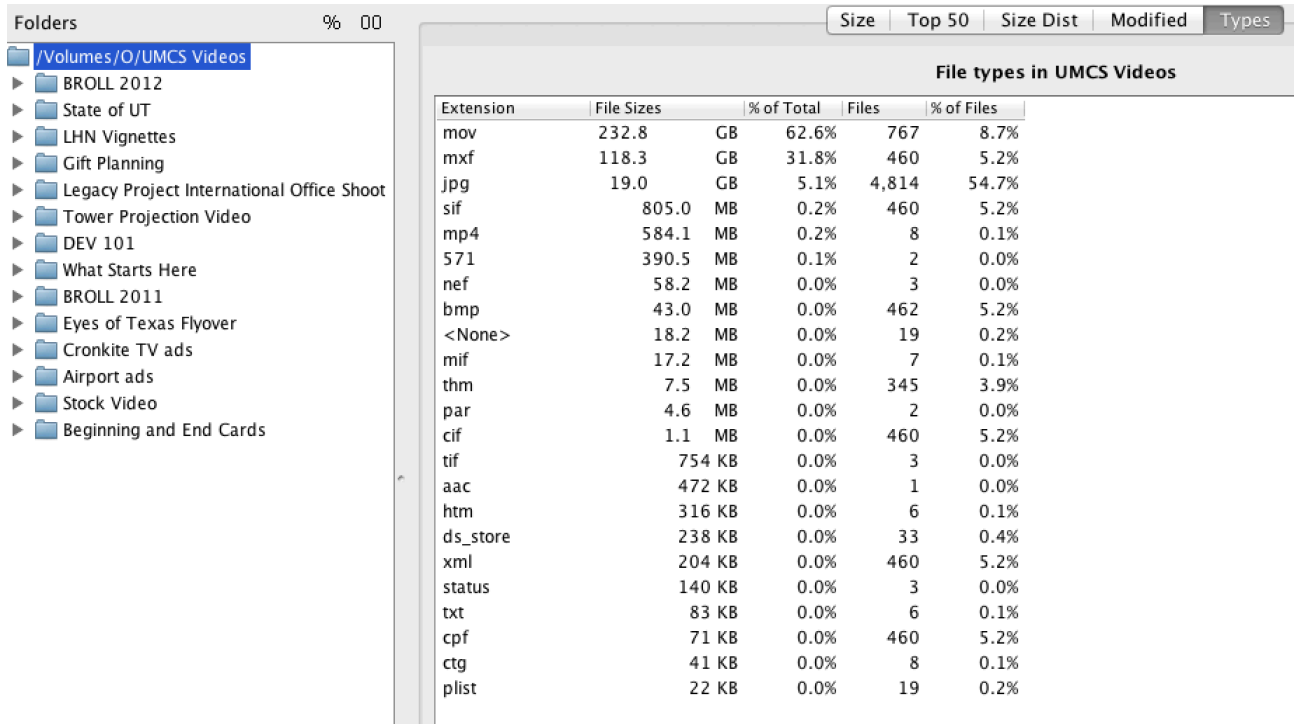 Folders % 00
/Volumes/O/UMCS Videos
BROLL 2012
State of UT
LHN Vignettes
Gift Planning
Legacy Project International Office Shoot
Tower Projection Video
DEV 101
What Starts Here
BROLL 2011
Eyes of Texas Flyover
Cronkite TV ads
Airport ads
Stock Video
Beginning and End Cards
Size Top 50 Size Dist Modified Types
File types in UMCS Videos
Extension File Sizes % of Total Files % of Files
mov 232.8 GB 62.6% 767 8.7%
mxf 118.3 GB 31.8% 460 5.2%
jpg 19.0 GB 5.1% 4,814 54.7%
sif 805.0 MB 0.2% 460 5.2%
mp4 584.1 MB 0.2% 8 0.1%
571 390.5 MB 0.1% 2 0.0%
nef 58.2 MB 0.0% 3 0.0%
bmp 43.0 MB 0.0% 462 5.2%
<None> 18.2 MB 0.0% 19 0.2%
mif 17.2 MB 0.0% 7 0.1%
thm 7.5 MB 0.0% 345 3.9%
par 4.6 MB 0.0% 2 0.0%
cif 1.1 MB 0.0% 460 5.2%
tif 754 KB 0.0% 3 0.0%
aac 472 KB 0.0% 1 0.0%
htm 316 KB 0.0% 6 0.1%
ds_store 238 KB 0.0% 33 0.4%
xml 204 KB 0.0% 460 5.2%
status 140 KB 0.0% 3 0.0%
txt 83 KB 0.0% 6 0.1%
cpf 71 KB 0.0% 460 5.2%
ctg 41 KB 0.0% 8 0.1%
plist 22 KB 0.0% 19 0.2%